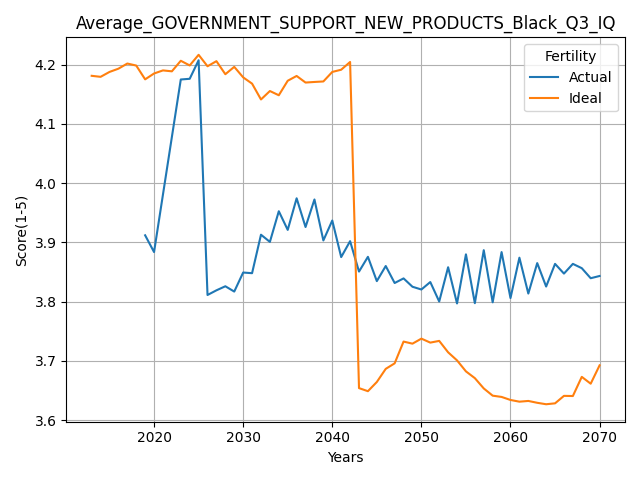 Average_GOVERNMENT_SUPPORT_NEW_PRODUCTS_Black_Q3_IQ
Fertility
Actual
Ideal
4.2
4.1
4.0
3.9
3.8
3.7
3.6
Score(1-5)
2020 2030 2040 2050 2060 2070
Years